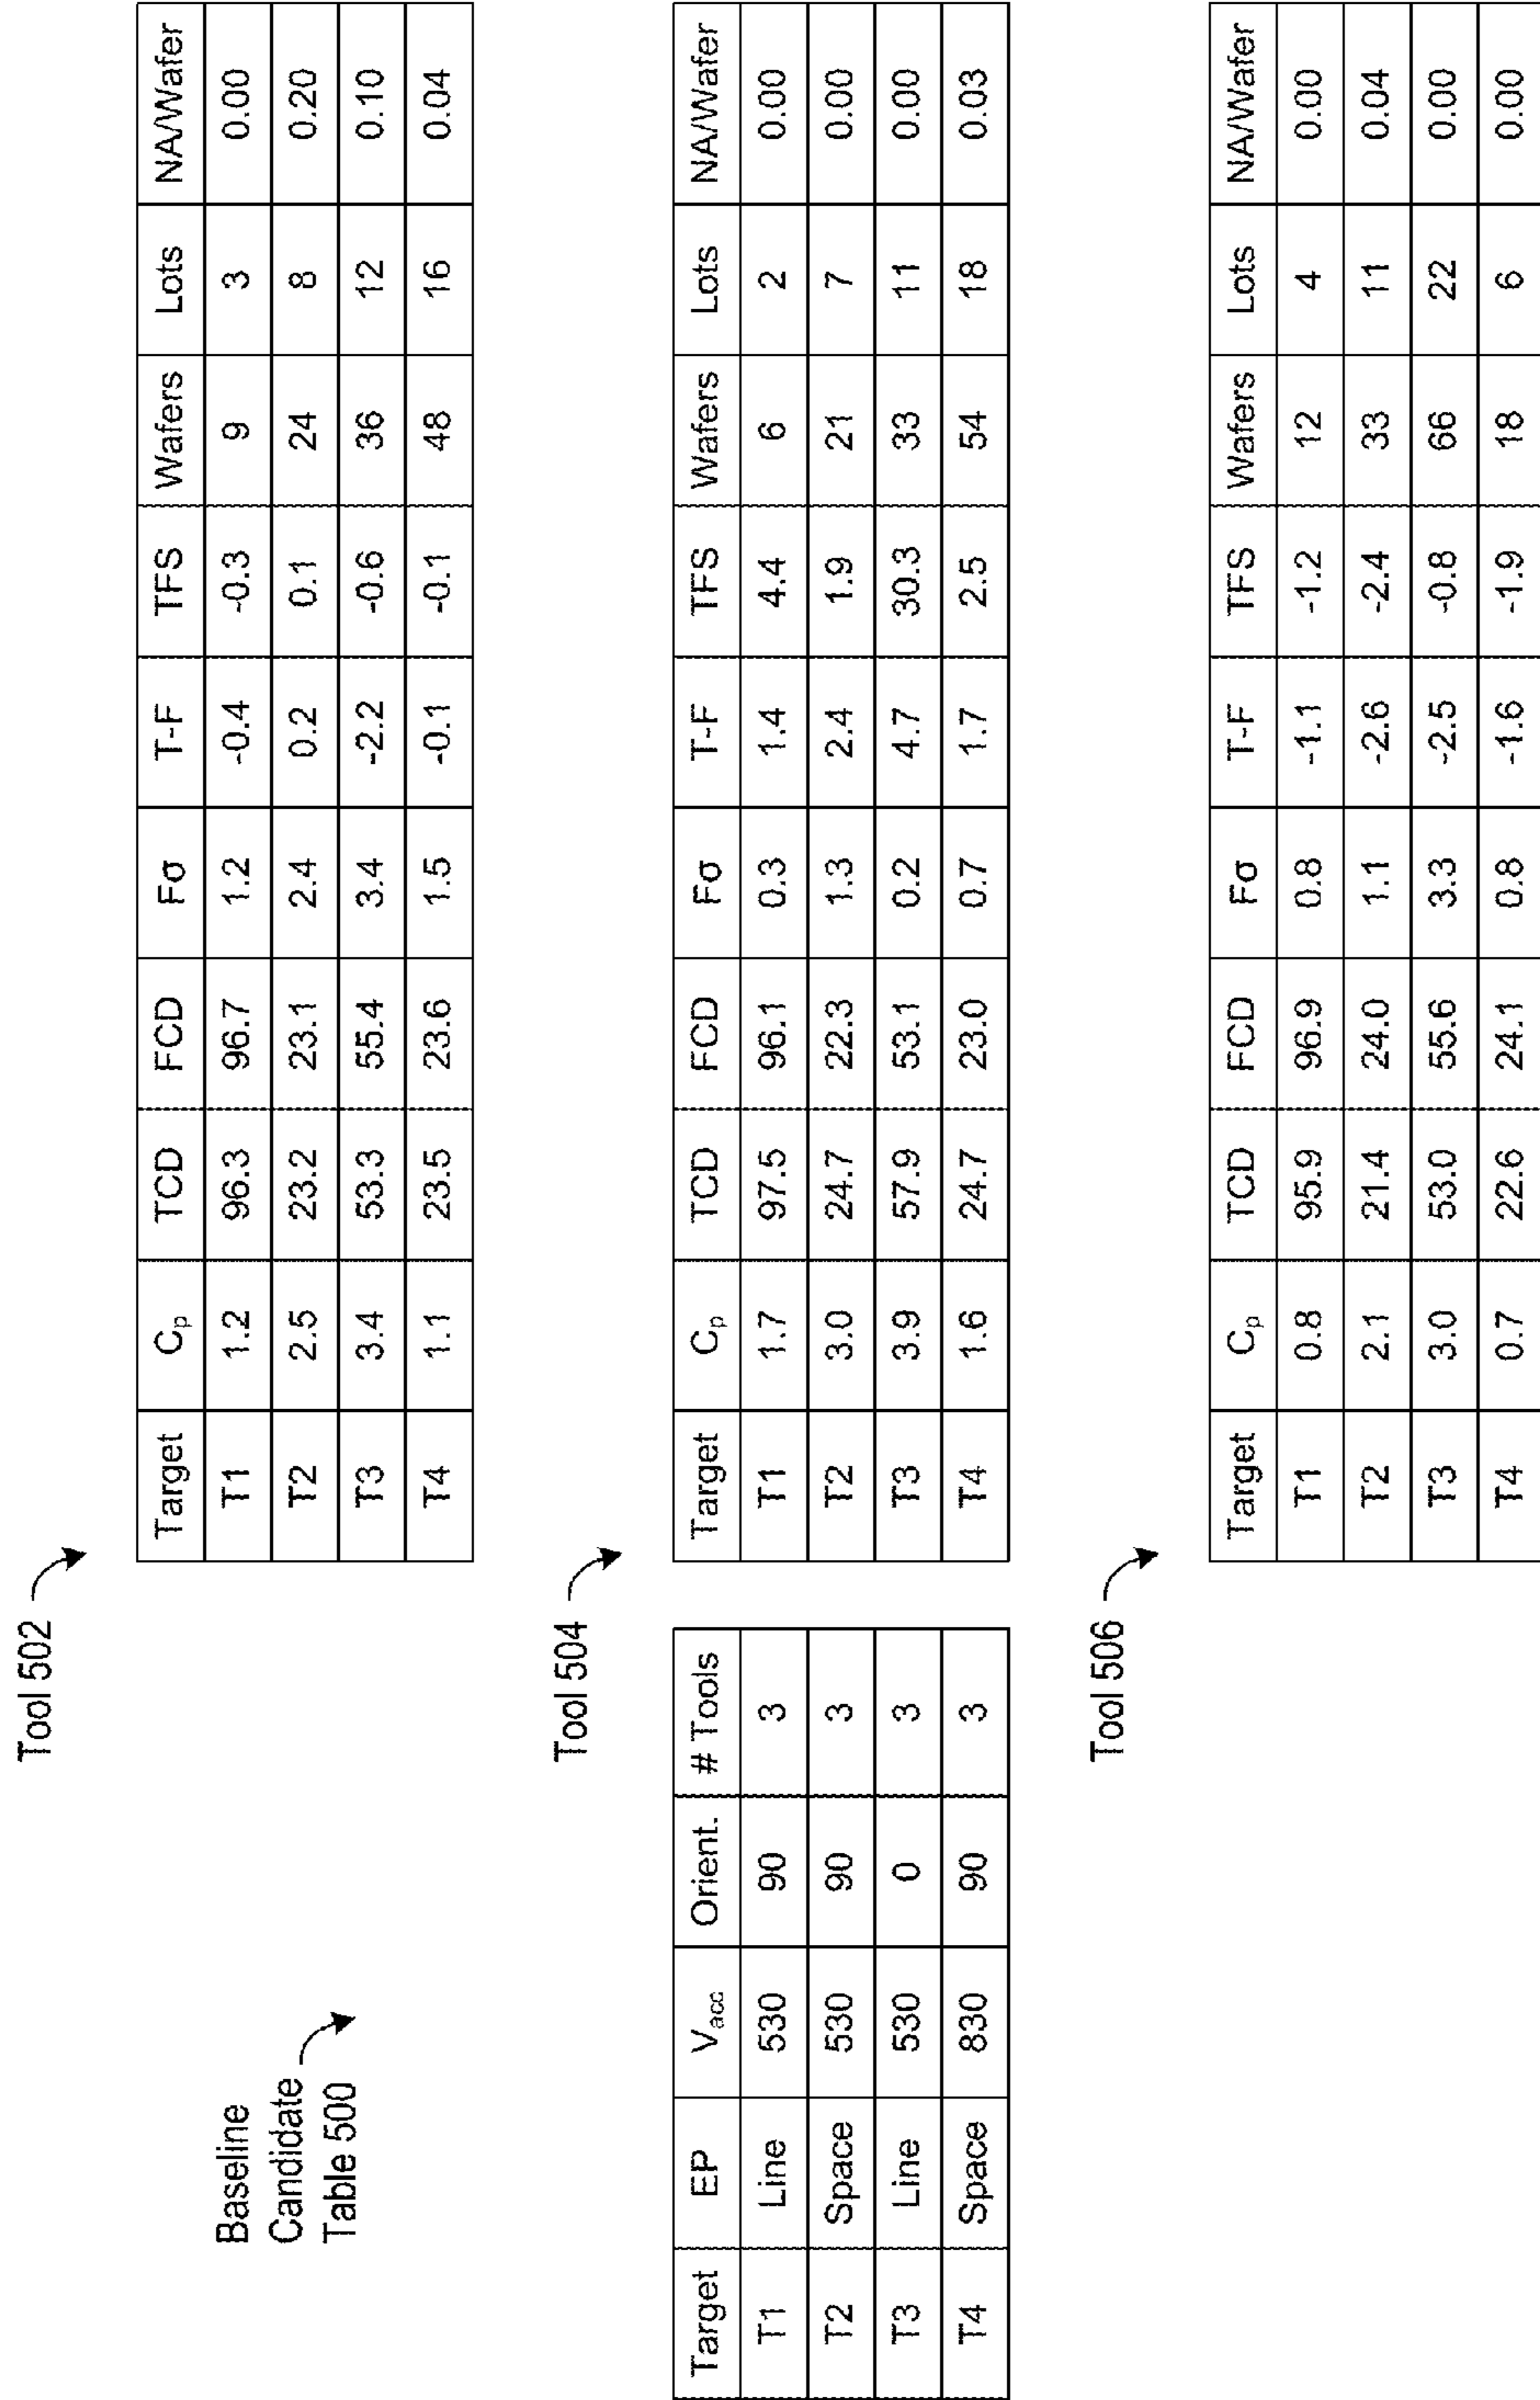 Tool 502
Target C_p TCD FCD Fσ T-F TFS Wafers Lots NA/Wafer
T1 1.2 96.3 96.7 1.2 -0.4 -0.3 9 3 0.00
T2 2.5 23.2 23.1 2.4 0.2 0.1 24 8 0.20
T3 3.4 53.3 55.4 3.4 -2.2 -0.6 36 12 0.10
T4 1.1 23.5 23.6 1.5 -0.1 -0.1 48 16 0.04
Baseline
Candidate
Table 500
Target EP V_acc Orient. # Tools
T1 Line 530 90 3
T2 Space 530 90 3
T3 Line 530 0 3
T4 Space 830 90 3
Tool 504
Target C_p TCD FCD Fσ T-F TFS Wafers Lots NA/Wafer
T1 1.7 97.5 96.1 0.3 1.4 4.4 6 2 0.00
T2 3.0 24.7 22.3 1.3 2.4 1.9 21 7 0.00
T3 3.9 57.9 53.1 0.2 4.7 30.3 33 11 0.00
T4 1.6 24.7 23.0 0.7 1.7 2.5 54 18 0.03
Tool 506
Target C_p TCD FCD Fσ T-F TFS Wafers Lots NA/Wafer
T1 0.8 95.9 96.9 0.8 -1.1 -1.2 12 4 0.00
T2 2.1 21.4 24.0 1.1 -2.6 -2.4 33 11 0.04
T3 3.0 53.0 55.6 3.3 -2.5 -0.8 66 22 0.00
T4 0.7 22.6 24.1 0.8 -1.6 -1.9 18 6 0.00